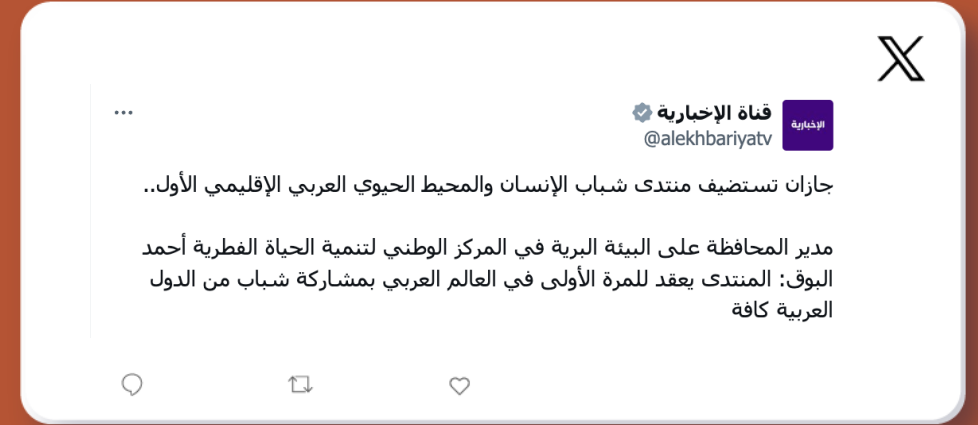 قناة الإخبارية
الإخبارية
@alekhbariyatv
جازان تستضيف منتدى شباب الإنسان والمحيط الحيوي العربي الإقليمي الأول..
مدير المحافظة على البيئة البرية في المركز الوطني لتنمية الحياة الفطرية أحمد
البوق: المنتدى يعقد للمرة الأولى في العالم العربي بمشاركة شباب من الدول
العربية كافة